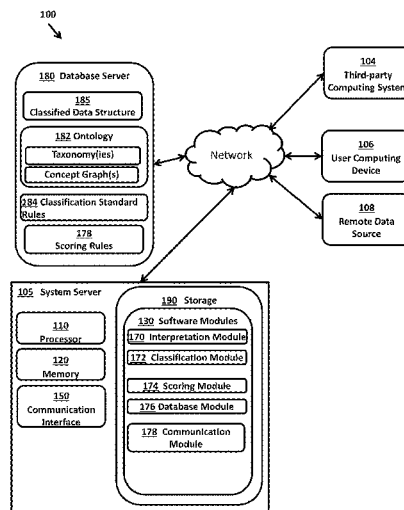 100
180 Database Server
185
Classified Data Structure
182 Ontology
Taxonomy(ies)
Concept Graph(s)
184 Classification Standard
Rules
178
Scoring Rules
Network
104
Third-party
Computing System
106
User Computing
Device
108
Remote Data
Source
105 System Server
110
Processor
120
Memory
150
Communication
Interface
190 Storage
130 Software Modules
170 Interpretation Module
172 Classification Module
174 Scoring Module
176 Database Module
178 Communication
Module